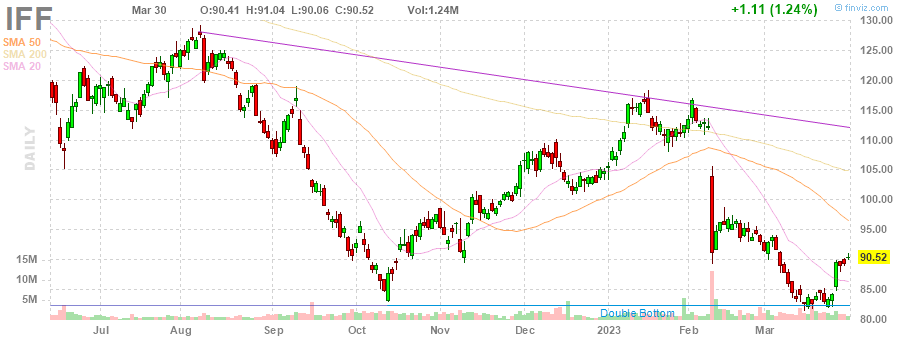 IFF
Mar 30 O:90.41 H:91.04 L:90.06 C:90.52 Vol:1.24M
+1.11 (1.24%)
© finviz.com
SMA 50
SMA 200
SMA 20
DAILY
130.00
125.00
120.00
115.00
110.00
105.00
100.00
95.00
90.52
85.00
80.00
15M
10M
5M
Double Bottom
Jul Aug Sep Oct Nov Dec 2023 Feb Mar